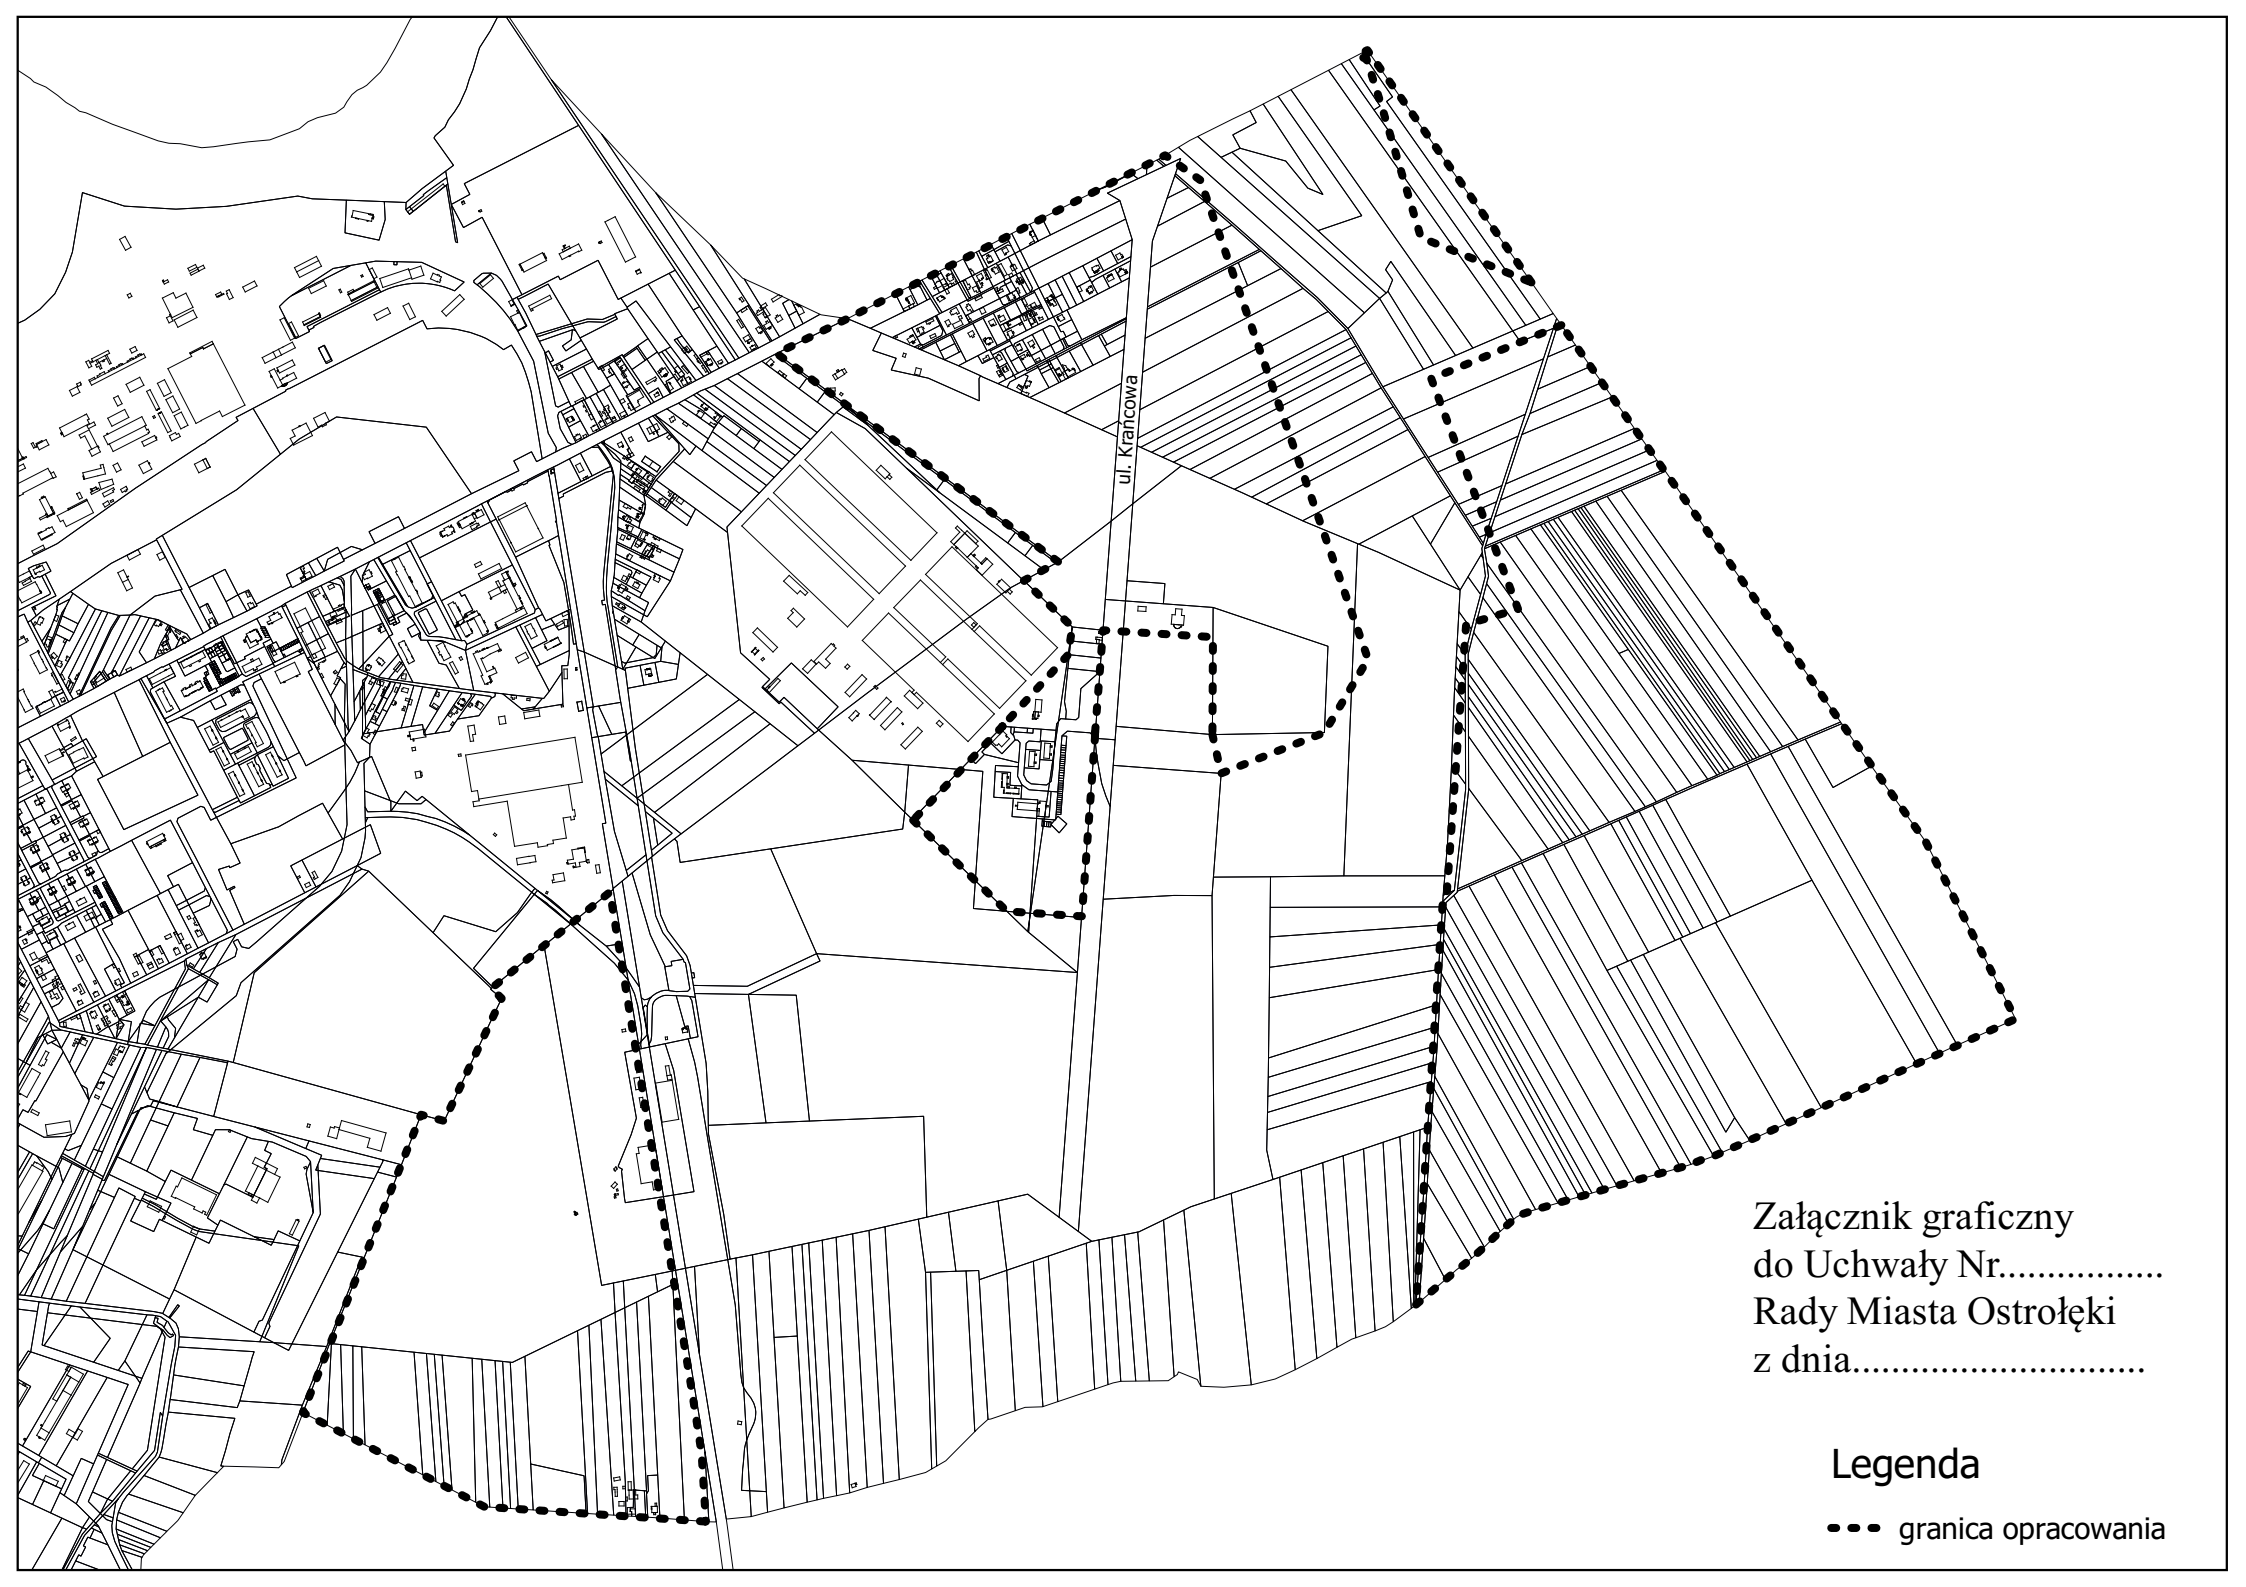 ul. Krańcowa
Załącznik graficzny
do Uchwały Nr.................
Rady Miasta Ostrołęki
z dnia..............................
Legenda
granica opracowania